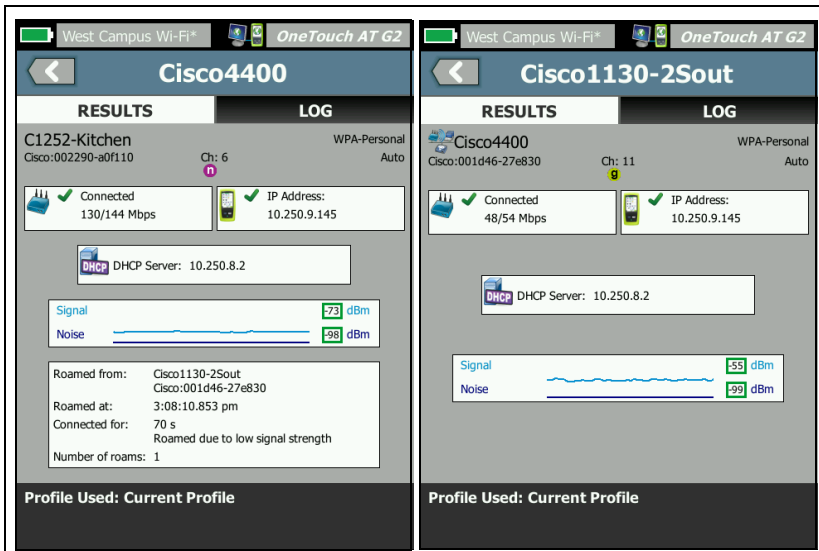 West Campus Wi-Fi*
OneTouch AT G2
Cisco4400
RESULTS
LOG
C1252-Kitchen
WPA-Personal
Cisco:002290-a0f110
Ch: 6
Auto
n
Connected
130/144 Mbps
IP Address:
10.250.9.145
DHCP
DHCP Server: 10.250.8.2
Signal
-73 dBm
Noise
-98 dBm
Roamed from: Cisco1130-2Sout
Cisco:001d46-27e830
Roamed at: 3:08:10.853 pm
Connected for: 70 s
Roamed due to low signal strength
Number of roams: 1
Profile Used: Current Profile
West Campus Wi-Fi*
OneTouch AT G2
Cisco1130-2Sout
RESULTS
LOG
Cisco4400
WPA-Personal
Cisco:001d46-27e830
Ch: 11
Auto
g
Connected
48/54 Mbps
IP Address:
10.250.9.145
DHCP
DHCP Server: 10.250.8.2
Signal
-55 dBm
Noise
-99 dBm
Profile Used: Current Profile